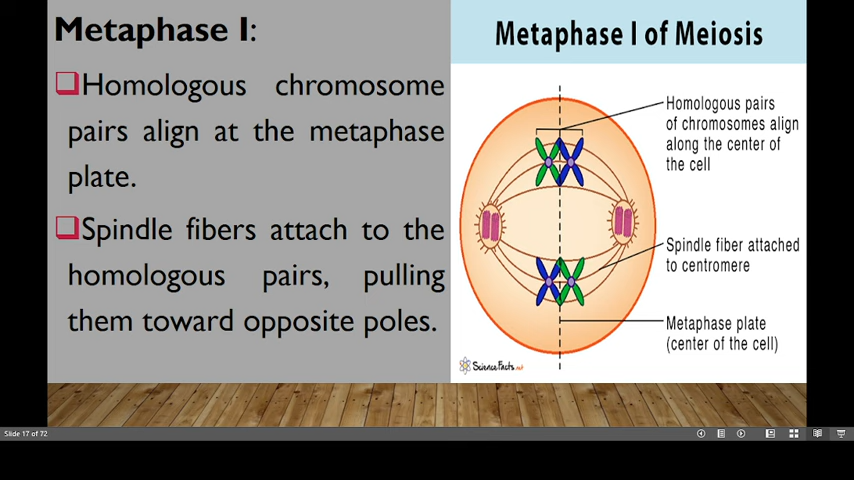 Metaphase I:
Homologous chromosome
pairs align at the metaphase
plate.
Spindle fibers attach to the
homologous pairs, pulling
them toward opposite poles.
Metaphase I of Meiosis
Homologous pairs
of chromosomes align
along the center of
the cell
Spindle fiber attached
to centromere
Metaphase plate
(center of the cell)
ScienceFacts.net
Slide 17 of 72